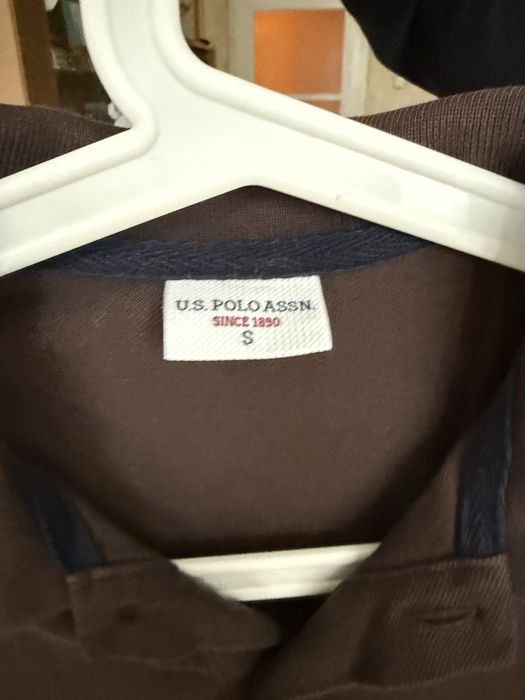 U.S. POLO ASSN.
SINCE 1890
S